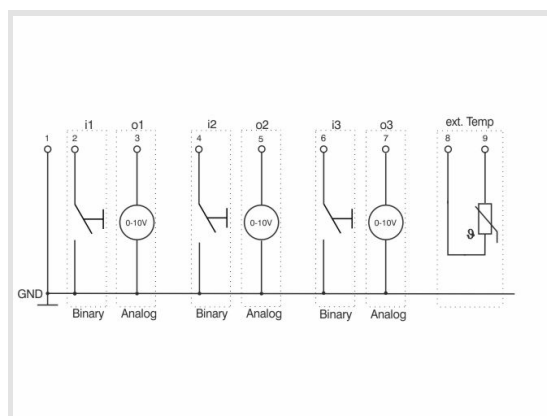 i1 o1 i2 o2 i3 o3 ext. Temp
1 2 3 4 5 6 7 8 9
0-10V 0-10V 0-10V ϑ
GND
Binary Analog Binary Analog Binary Analog